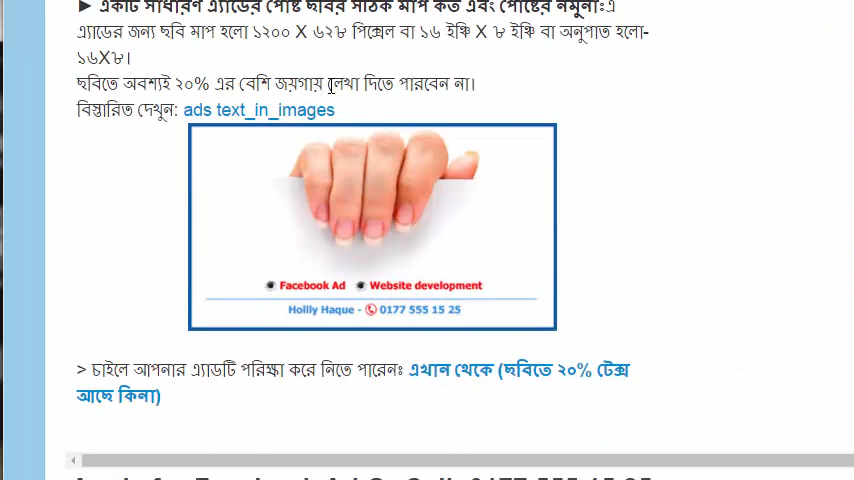 ► একটি সাধারণ এ্যাডের পোষ্ট ছবির সঠিক মাপ কত এবং পোষ্টের নমুনাঃএ
এ্যাডের জন্য ছবি মাপ হলো ১২০০ X ৬২৮ পিক্সেল বা ১৬ ইঞ্চি X ৮ ইঞ্চি বা অনুপাত হলো-
১৬X৮।
ছবিতে অবশ্যই ২০% এর বেশি জয়গায় লেখা দিতে পারবেন না।
বিস্তারিত দেখুন: ads text_in_images
Facebook Ad Website development
Hollly Haque - 0177 555 15 25
> চাইলে আপনার এ্যাডটি পরিক্ষা করে নিতে পারেনঃ এখান থেকে (ছবিতে ২০% টেক্স
আছে কিনা)